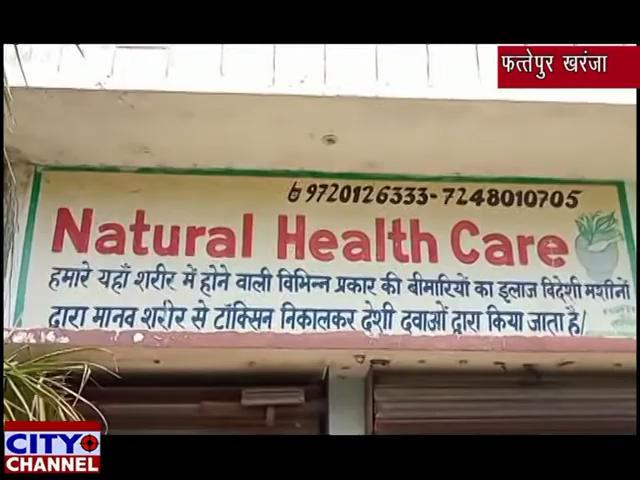 फत्तेपुर खरंजा
9720126333-7248010705
Natural Health Care
हमारे यहाँ शरीर में होने वाली विभिन्न प्रकार की बीमारियों का इलाज विदेशी मशीनों
द्वारा मानव शरीर से टॉक्सिन निकालकर देशी दवाओं द्वारा किया जाता है/
CITY
CHANNEL